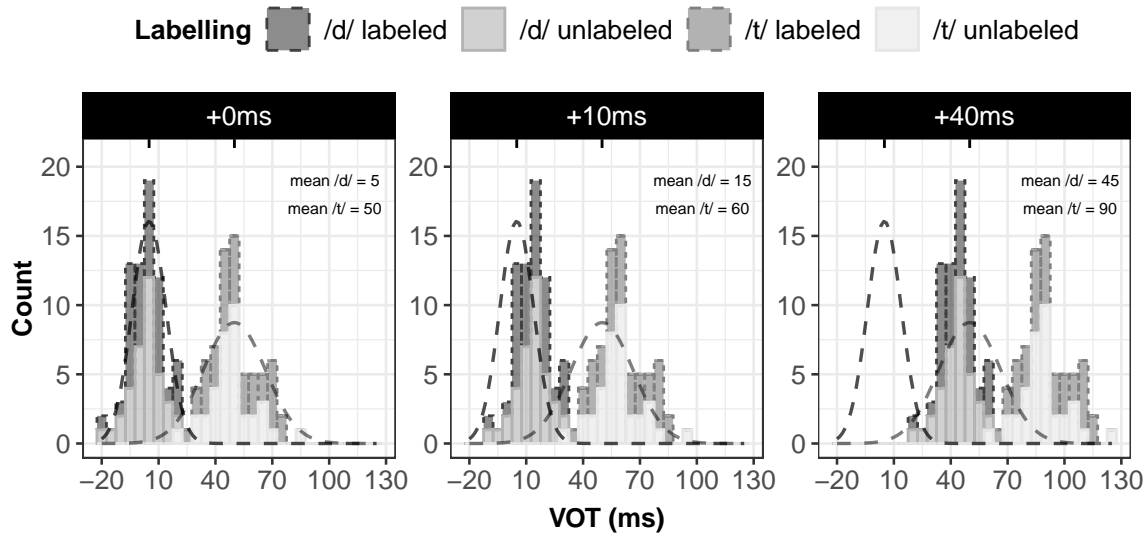 Labelling /d/ labeled /d/ unlabeled /t/ labeled /t/ unlabeled
+0ms +10ms +40ms
20 mean /d/ = 5 20 mean /d/ = 15 20 mean /d/ = 45
mean /t/ = 50 mean /t/ = 60 mean /t/ = 90
15 15 15
Count
10 10 10
5 5 5
0 0 0
−20 10 40 70 100 130 −20 10 40 70 100 130 −20 10 40 70 100 130
VOT (ms)